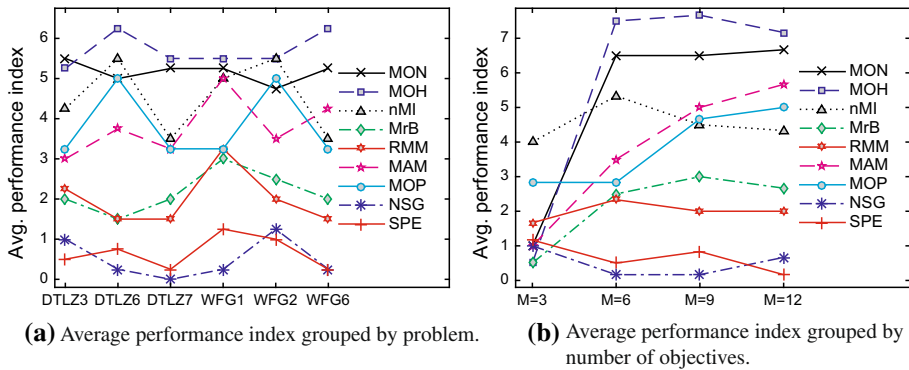 Avg. performance index
6
5
4
3
2
1
0
DTLZ3 DTLZ6 DTLZ7 WFG1 WFG2 WFG6
MON
MOH
nMI
MrB
RMM
MAM
MOP
NSG
SPE
(a) Average performance index grouped by problem.
Avg. performance index
7
6
5
4
3
2
1
0
M=3 M=6 M=9 M=12
MON
MOH
nMI
MrB
RMM
MAM
MOP
NSG
SPE
(b) Average performance index grouped by
number of objectives.